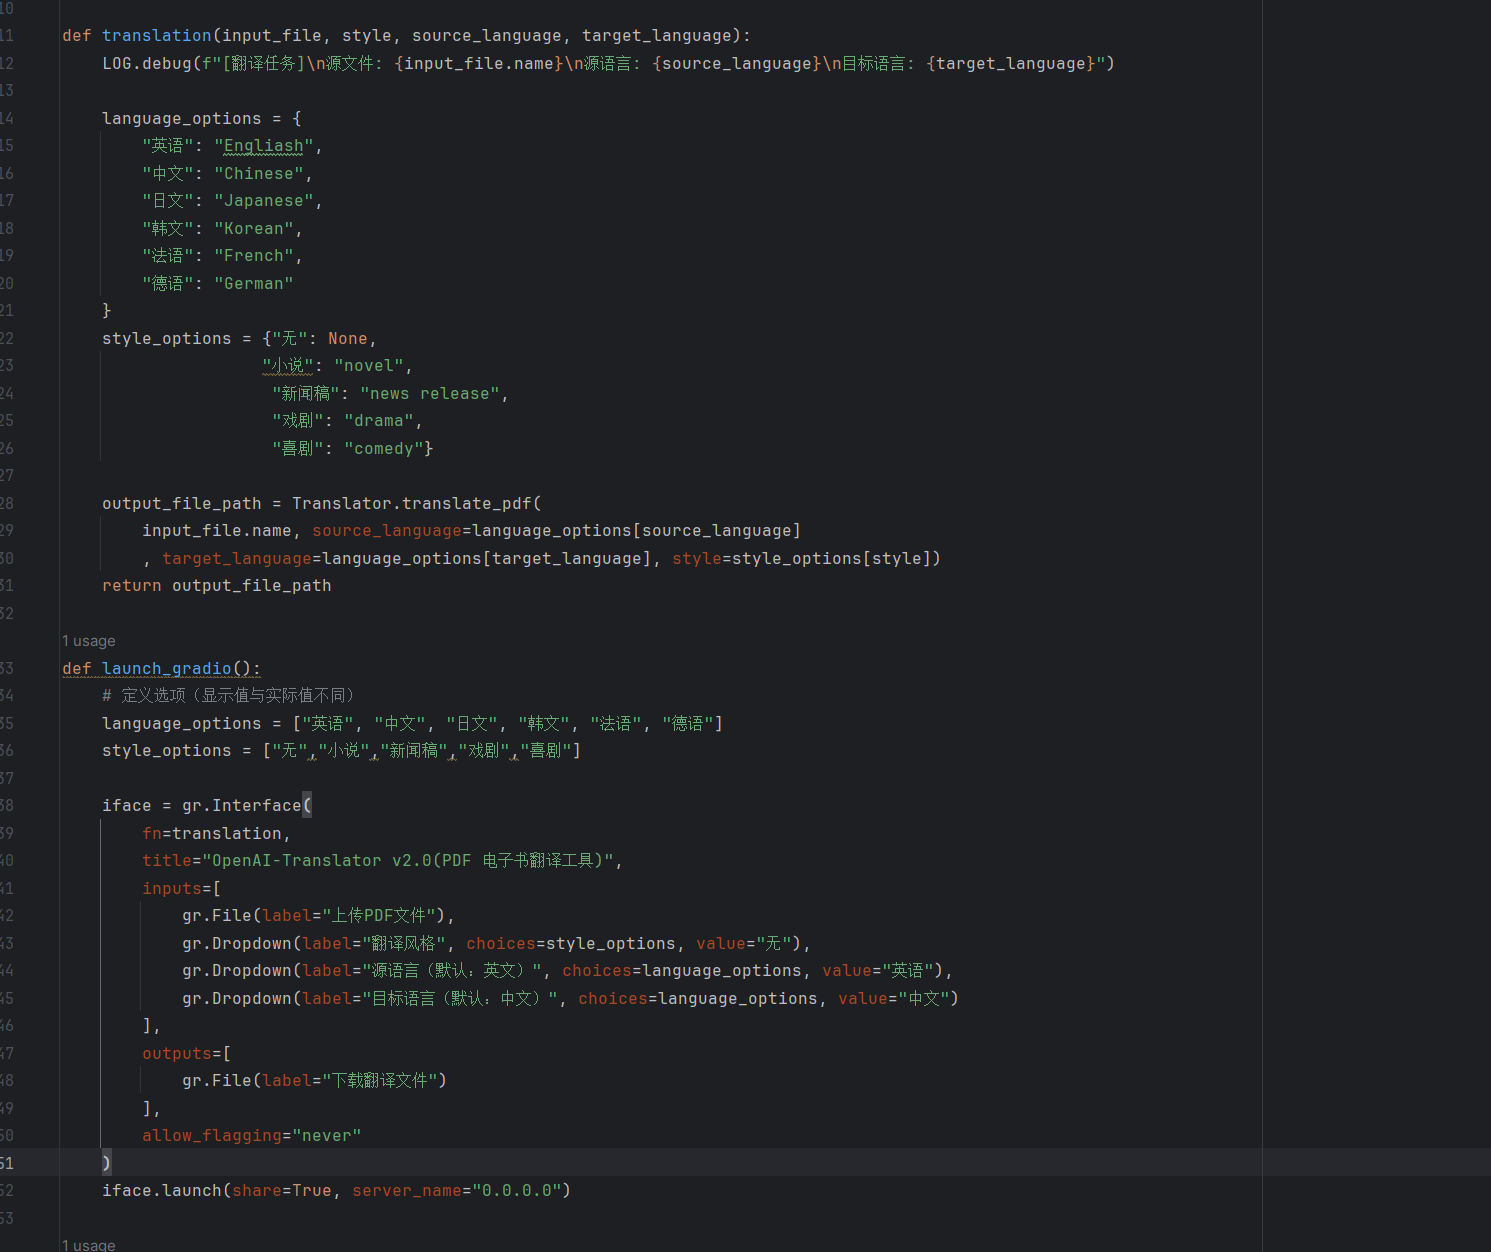 10
11 def translation(input_file, style, source_language, target_language):
12     LOG.debug(f"[翻译任务]\n源文件: {input_file.name}\n源语言: {source_language}\n目标语言: {target_language}")
13
14     language_options = {
15         "英语": "Engliash",
16         "中文": "Chinese",
17         "日文": "Japanese",
18         "韩文": "Korean",
19         "法语": "French",
20         "德语": "German"
21     }
22     style_options = {"无": None,
23                     "小说": "novel",
24                      "新闻稿": "news release",
25                      "戏剧": "drama",
26                      "喜剧": "comedy"}
27
28     output_file_path = Translator.translate_pdf(
29         input_file.name, source_language=language_options[source_language]
30         , target_language=language_options[target_language], style=style_options[style])
31     return output_file_path
32
1 usage
33 def launch_gradio():
34     # 定义选项（显示值与实际值不同）
35     language_options = ["英语", "中文", "日文", "韩文", "法语", "德语"]
36     style_options = ["无","小说","新闻稿","戏剧","喜剧"]
37
38     iface = gr.Interface(
39         fn=translation,
40         title="OpenAI-Translator v2.0(PDF 电子书翻译工具)",
41         inputs=[
42             gr.File(label="上传PDF文件"),
43             gr.Dropdown(label="翻译风格", choices=style_options, value="无"),
44             gr.Dropdown(label="源语言（默认：英文）", choices=language_options, value="英语"),
45             gr.Dropdown(label="目标语言（默认：中文）", choices=language_options, value="中文")
46         ],
47         outputs=[
48             gr.File(label="下载翻译文件")
49         ],
50         allow_flagging="never"
51     )
52     iface.launch(share=True, server_name="0.0.0.0")
53
1 usage